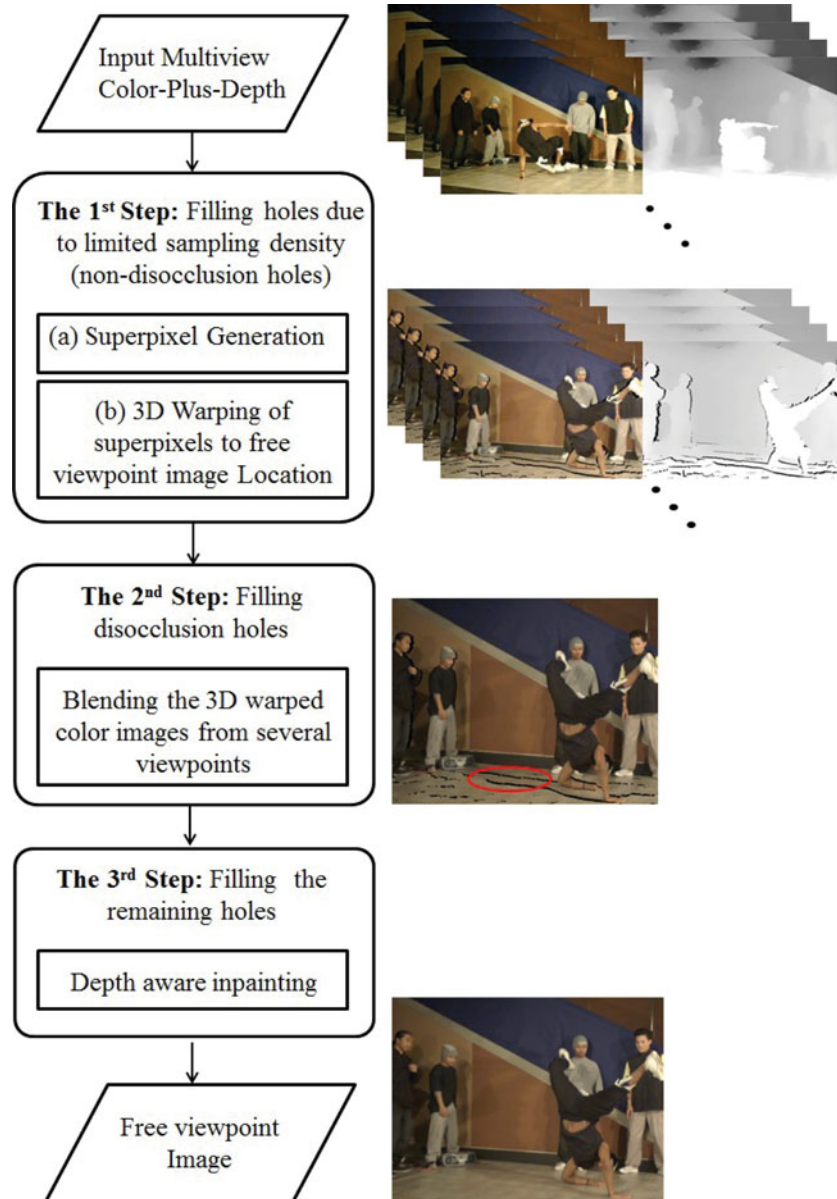 Input Multiview
Color-Plus-Depth
The 1st Step: Filling holes due
to limited sampling density
(non-disocclusion holes)
(a) Superpixel Generation
(b) 3D Warping of
superpixels to free
viewpoint image Location
The 2nd Step: Filling
disocclusion holes
Blending the 3D warped
color images from several
viewpoints
The 3rd Step: Filling the
remaining holes
Depth aware inpainting
Free viewpoint
Image